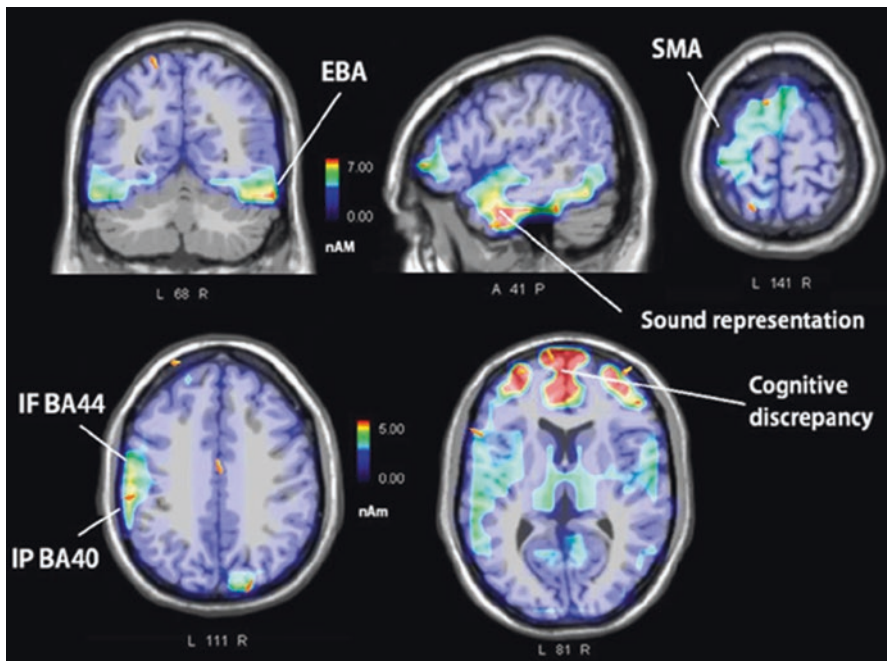 EBA
7.00
0.00
nAM
L 68 R
A 41 P
SMA
L 141 R
Sound representation
IF BA44
IP BA40
5.00
0.00
nAm
L 111 R
Cognitive
discrepancy
L 81 R